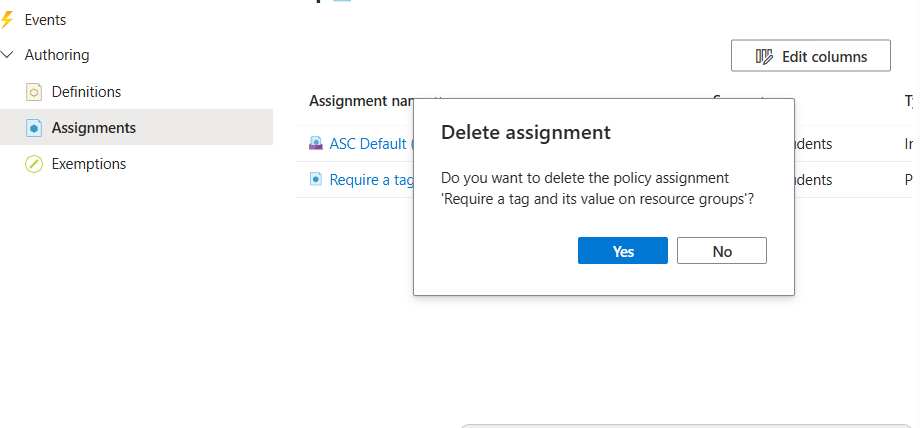 Events
Authoring
Edit columns
Definitions
Assignment
Assignments
Delete assignment
ASC Default
udents
Do you want to delete the policy assignment
Exemptions
Require a tag
udents
'Require a tag and its value on resource groups'?
Yes
No